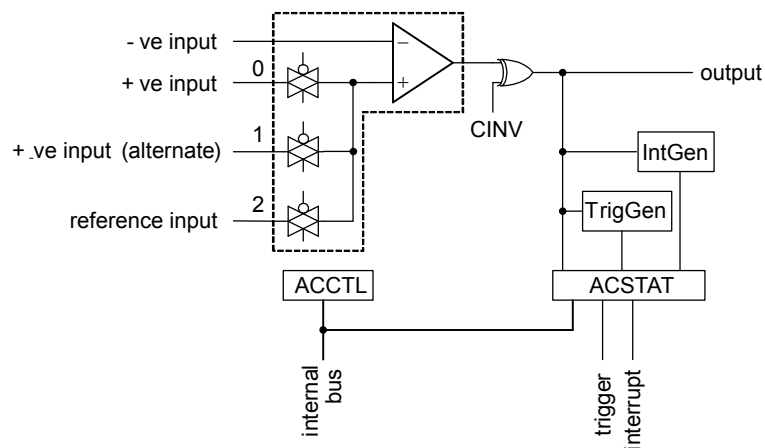 - ve input
−
0
+ ve input
+
output
CINV
1
+ -ve input (alternate)
IntGen
2
reference input
TrigGen
ACCTL
ACSTAT
internal
bus
trigger
interrupt